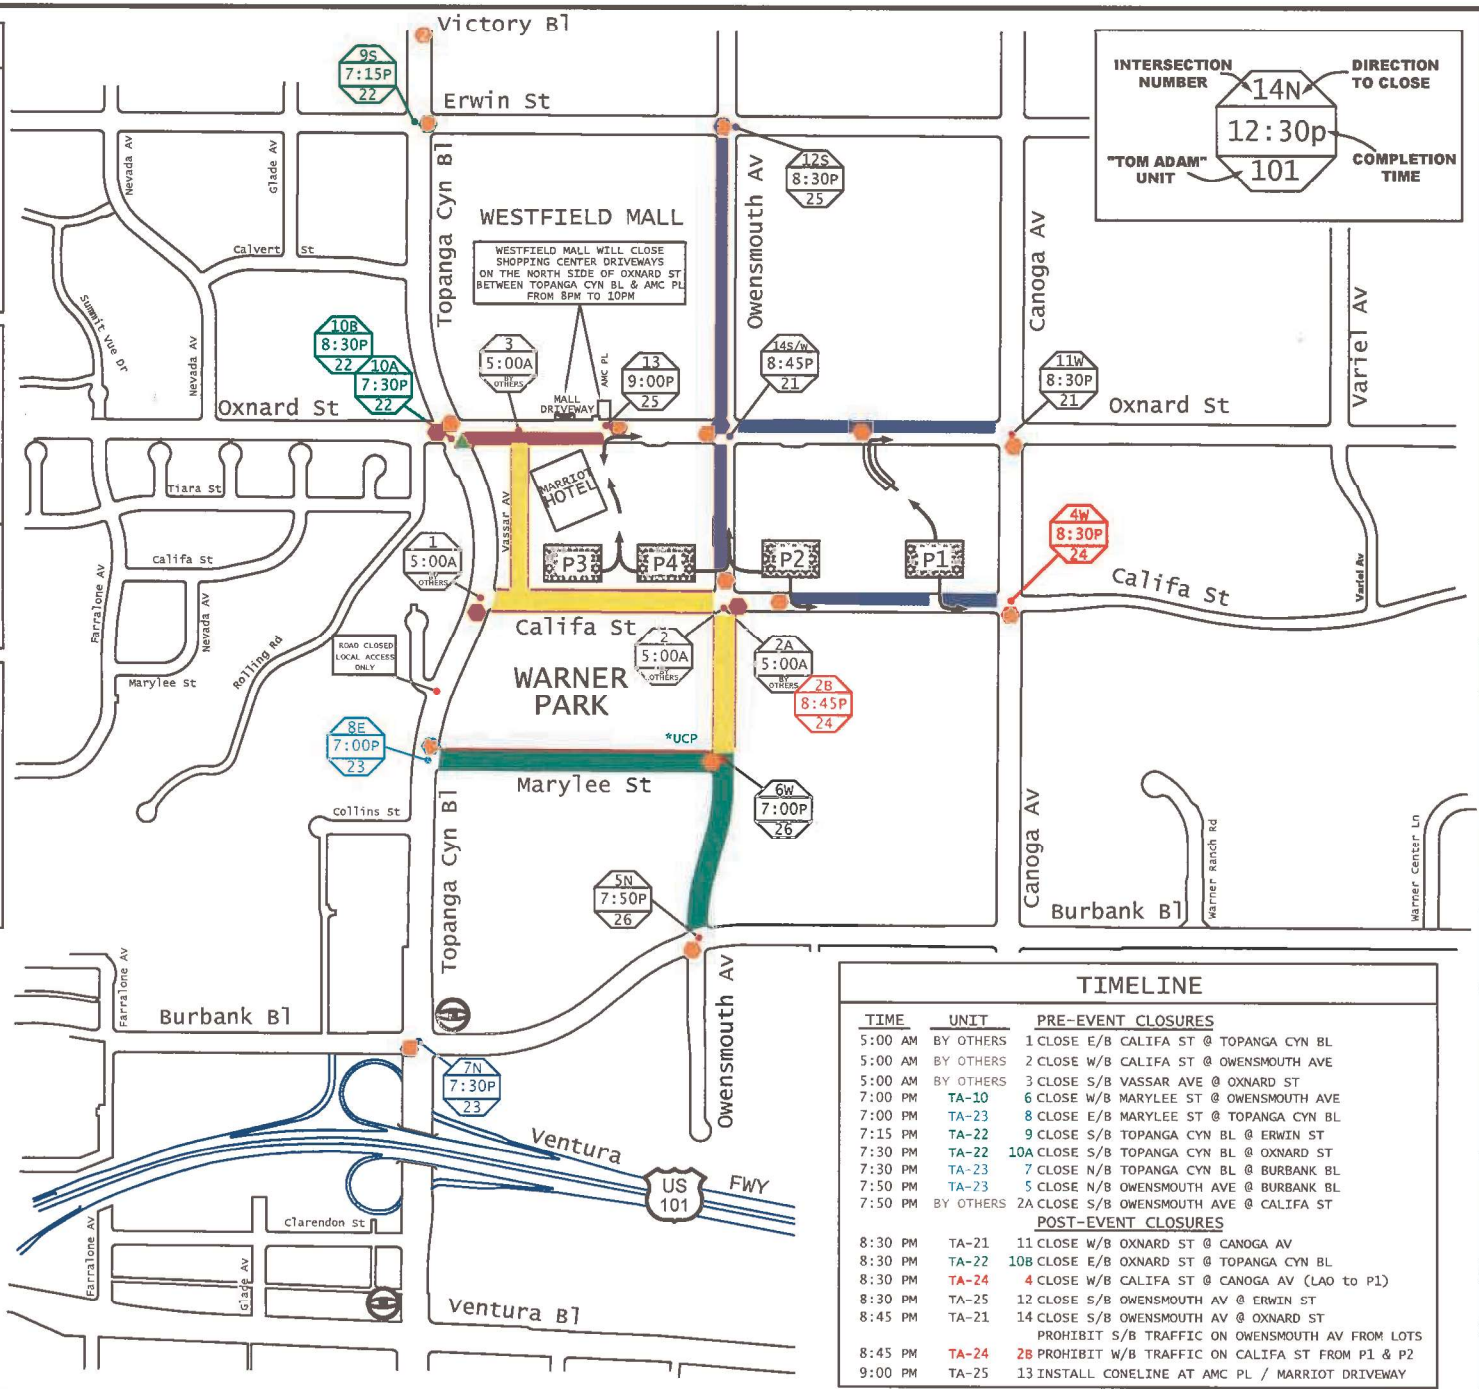 Victory Bl
9S
7:15P
22
Erwin St
INTERSECTION
NUMBER
14N
DIRECTION
TO CLOSE
12:30p
"TOM ADAM"
UNIT
101
COMPLETION
TIME
Nevada Av
Glade Av
Topanga Cyn Bl
12S
8:30P
25
Owensmouth Av
Canoga Av
WESTFIELD MALL
WESTFIELD MALL WILL CLOSE
SHOPPING CENTER DRIVEWAYS
ON THE NORTH SIDE OF OXNARD ST
BETWEEN TOPANGA CYN BL & AMC PL
FROM 8PM TO 10PM
Calvert St
Summit Vue Dr
Nevada Av
Variel Av
10B
8:30P
22
10A
7:30P
22
3
5:00A
BY
OTHERS
AMC PL
13
9:00P
25
14S/W
8:45P
21
11W
8:30P
21
MALL
DRIVEWAY
Oxnard St
Oxnard St
Tiara St
Vassar Av
MARRIOT
HOTEL
4W
8:30P
24
1
5:00A
BY
OTHERS
P3
P4
P2
P1
Califa St
Farralone Av
Nevada Av
Califa St
Variel Av
Rolling Rd
Marylee St
ROAD CLOSED
LOCAL ACCESS
ONLY
Califa St
2
5:00A
BY
OTHERS
2A
5:00A
BY
OTHERS
2B
8:45P
24
WARNER
PARK
*UCP
8E
7:00P
23
Marylee St
6W
7:00P
26
Collins St
Topanga Cyn Bl
Canoga Av
Warner Ranch Rd
Warner Center Ln
5N
7:50P
26
Burbank Bl
Farralone Av
Owensmouth Av
Burbank Bl
7N
7:30P
23
Ventura
FWY
US
101
Clarendon St
Farralone Av
Glade Av
Ventura Bl
TIMELINE
TIME UNIT PRE-EVENT CLOSURES
5:00 AM BY OTHERS 1 CLOSE E/B CALIFA ST @ TOPANGA CYN BL
5:00 AM BY OTHERS 2 CLOSE W/B CALIFA ST @ OWENSMOUTH AVE
5:00 AM BY OTHERS 3 CLOSE S/B VASSAR AVE @ OXNARD ST
7:00 PM TA-10 6 CLOSE W/B MARYLEE ST @ OWENSMOUTH AVE
7:00 PM TA-23 8 CLOSE E/B MARYLEE ST @ TOPANGA CYN BL
7:15 PM TA-22 9 CLOSE S/B TOPANGA CYN BL @ ERWIN ST
7:30 PM TA-22 10A CLOSE S/B TOPANGA CYN BL @ OXNARD ST
7:30 PM TA-23 7 CLOSE N/B TOPANGA CYN BL @ BURBANK BL
7:50 PM TA-23 5 CLOSE N/B OWENSMOUTH AVE @ BURBANK BL
7:50 PM BY OTHERS 2A CLOSE S/B OWENSMOUTH AVE @ CALIFA ST
POST-EVENT CLOSURES
8:30 PM TA-21 11 CLOSE W/B OXNARD ST @ CANOGA AV
8:30 PM TA-22 10B CLOSE E/B OXNARD ST @ TOPANGA CYN BL
8:30 PM TA-24 4 CLOSE W/B CALIFA ST @ CANOGA AV (LAO to P1)
8:30 PM TA-25 12 CLOSE S/B OWENSMOUTH AV @ ERWIN ST
8:45 PM TA-21 14 CLOSE S/B OWENSMOUTH AV @ OXNARD ST
PROHIBIT S/B TRAFFIC ON OWENSMOUTH AV FROM LOTS
8:45 PM TA-24 2B PROHIBIT W/B TRAFFIC ON CALIFA ST FROM P1 & P2
9:00 PM TA-25 13 INSTALL CONELINE AT AMC PL / MARRIOT DRIVEWAY